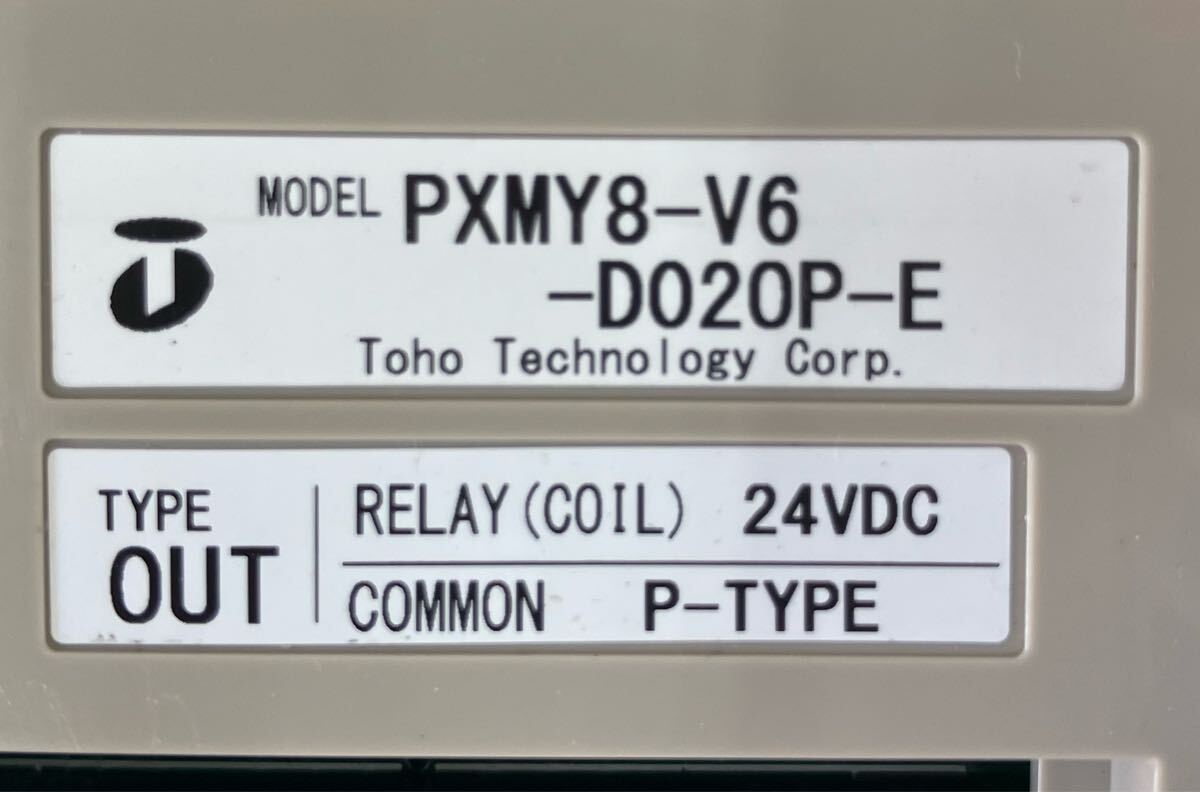 MODEL PXMY8-V6
-D020P-E
Toho Technology Corp.
TYPE
OUT
RELAY(COIL) 24VDC
COMMON P-TYPE